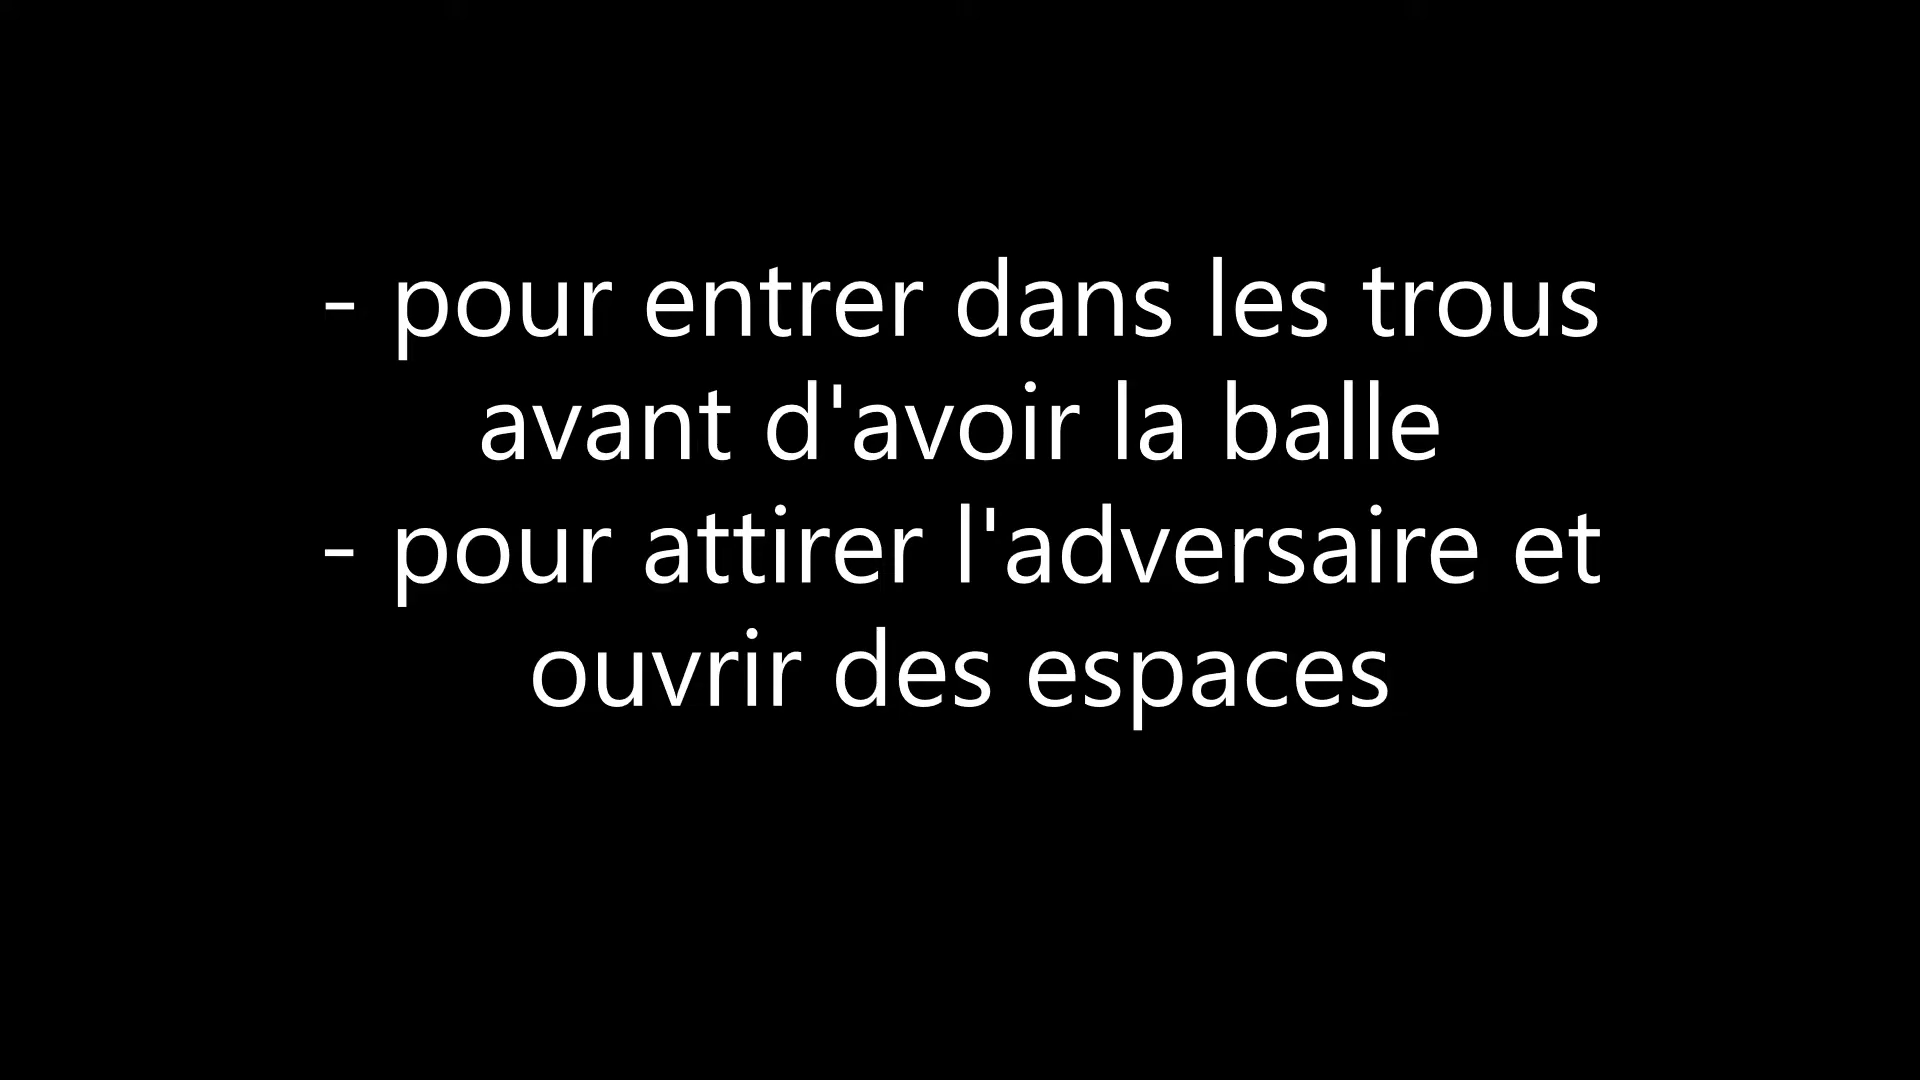 - pour entrer dans les trous
avant d'avoir la balle
- pour attirer l'adversaire et
ouvrir des espaces